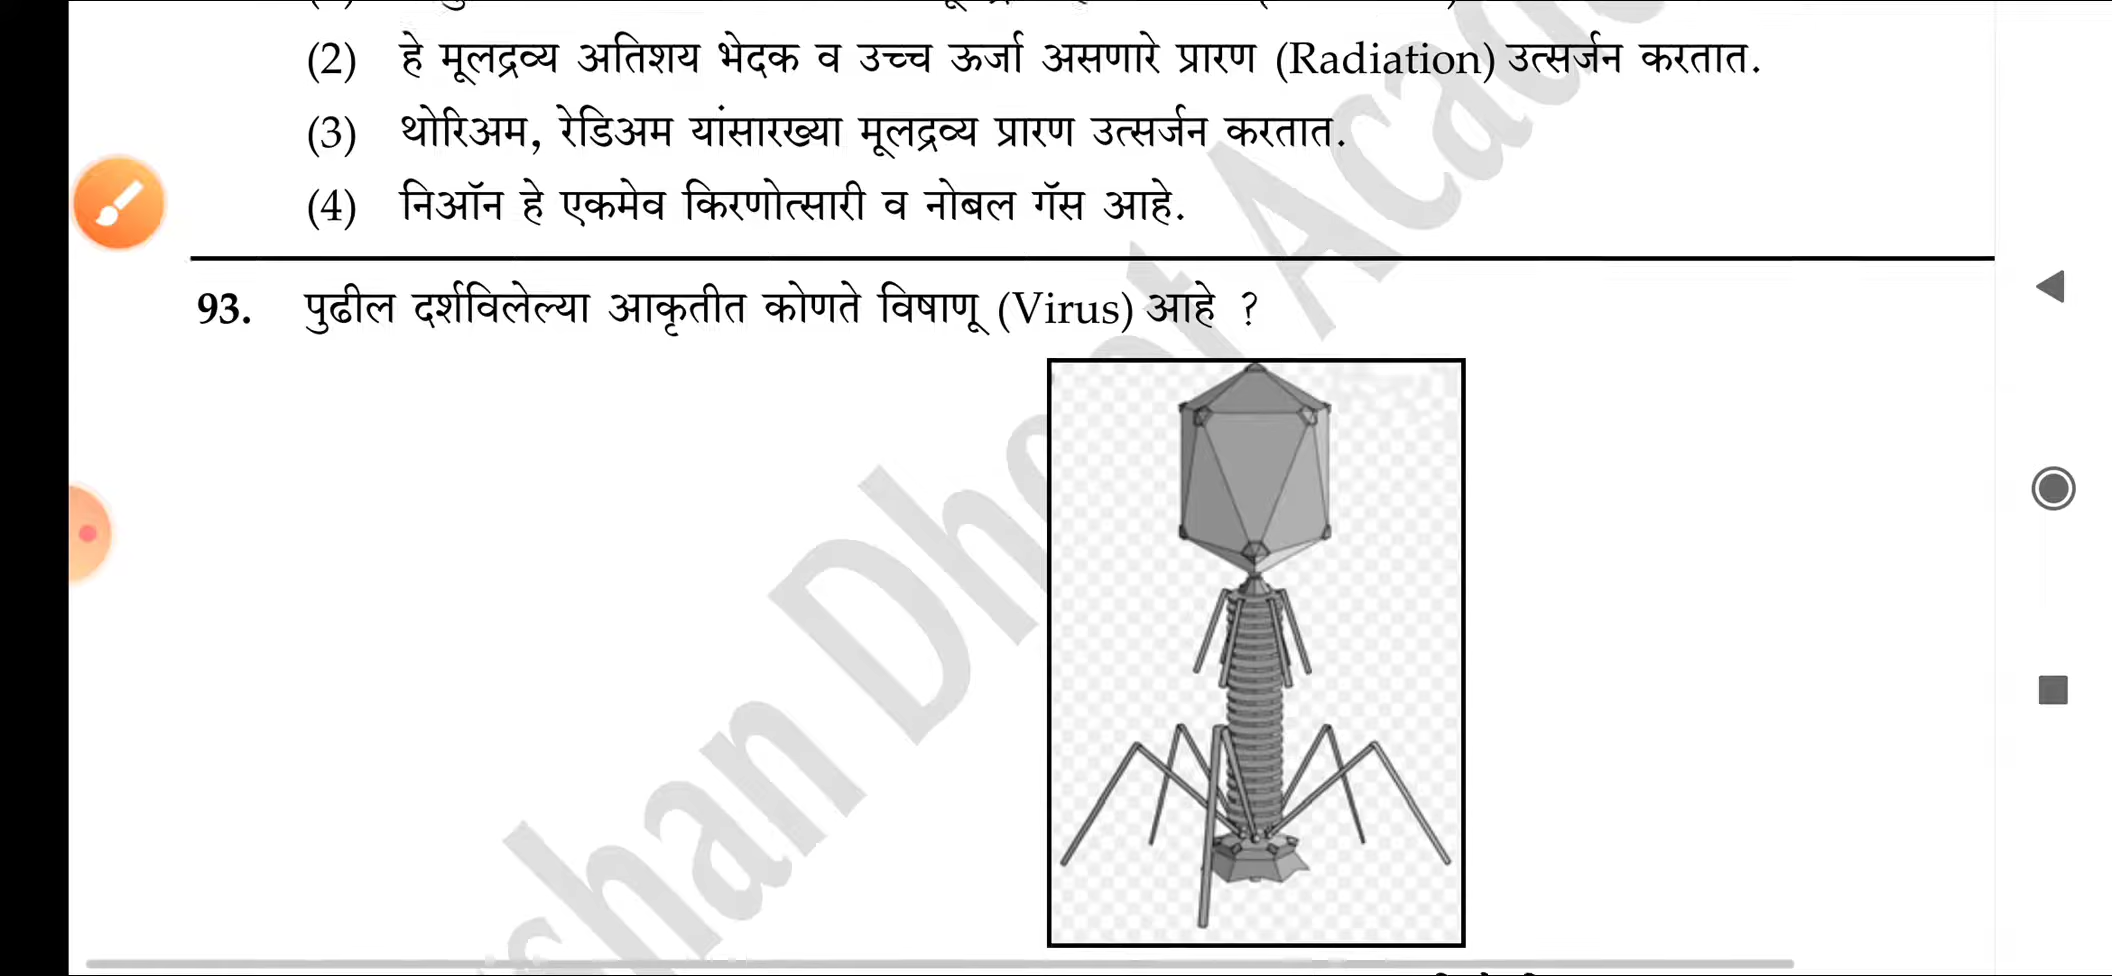 (2) हे मूलद्रव्य अतिशय भेदक व उच्च ऊर्जा असणारे प्रारण (Radiation) उत्सर्जन करतात.
(3) थोरिअम, रेडिअम यांसारख्या मूलद्रव्य प्रारण उत्सर्जन करतात.
(4) निऑन हे एकमेव किरणोत्सारी व नोबल गॅस आहे.
93. पुढील दर्शविलेल्या आकृतीत कोणते विषाणू (Virus) आहे ?